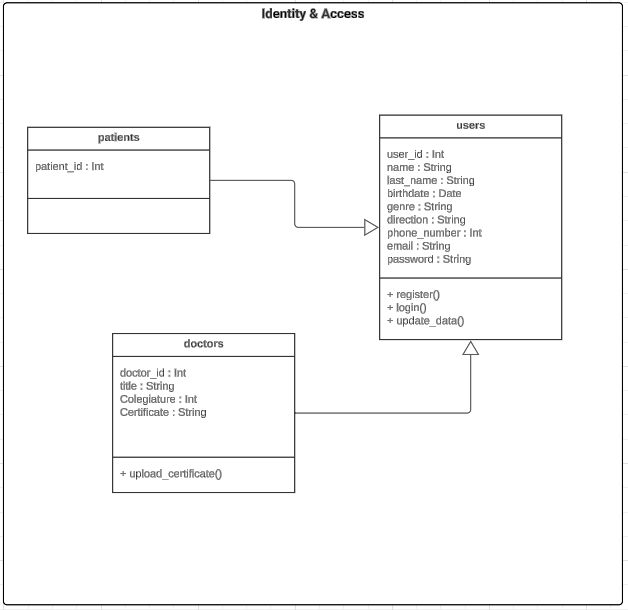 Identity & Access
patients
patient_id : Int
users
user_id : Int
name : String
last_name : String
birthdate : Date
genre : String
direction : String
phone_number : Int
email : String
password : String
+ register()
+ login()
+ update_data()
doctors
doctor_id : Int
title : String
Colegiature : Int
Certificate : String
+ upload_certificate()